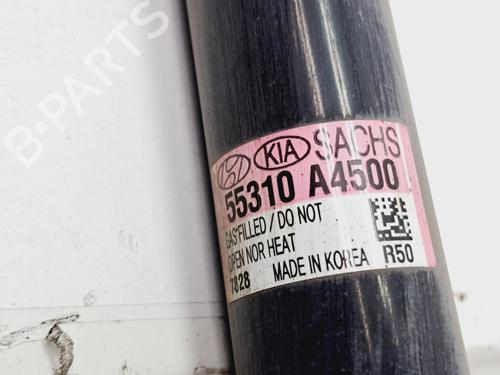 B-PARTS
KIA SACHS
55310 A4500
GAS FILLED / DO NOT
OPEN NOR HEAT
7828 MADE IN KOREA R50